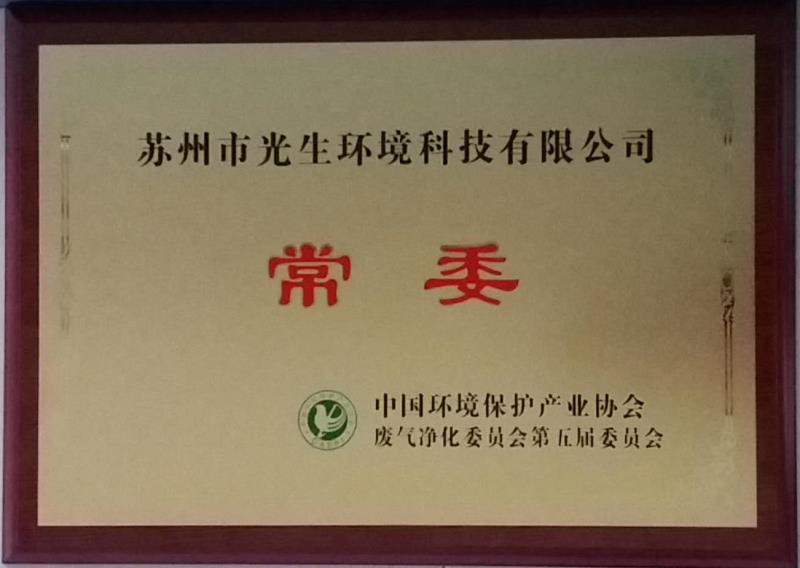 苏州市光生环境科技有限公司
常委
中国环境保护产业协会
废气净化委员会第五届委员会